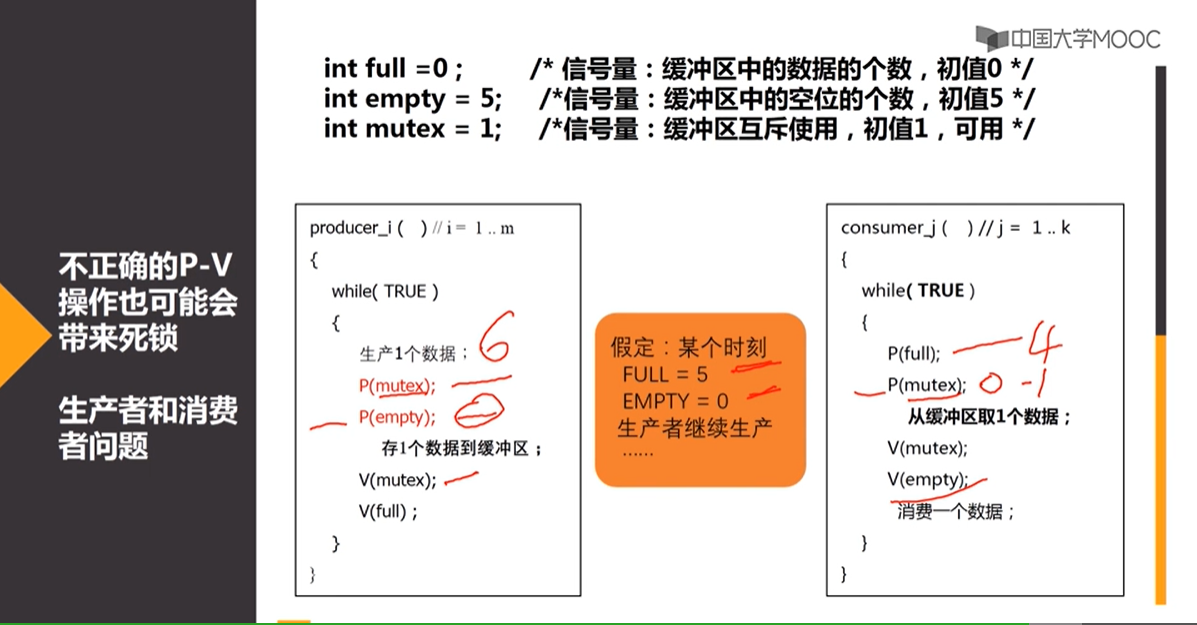 中国大学MOOC
int full =0 ; /* 信号量：缓冲区中的数据的个数，初值0 */
int empty = 5; /*信号量：缓冲区中的空位的个数，初值5 */
int mutex = 1; /*信号量：缓冲区互斥使用，初值1，可用 */
不正确的P-V
操作也可能会
带来死锁
生产者和消费
者问题
producer_i ( ) // i = 1 .. m
{
while( TRUE )
{
生产1个数据； 6
P(mutex);
P(empty);
存1个数据到缓冲区；
V(mutex);
V(full) ;
}
}
假定：某个时刻
FULL = 5
EMPTY = 0
生产者继续生产
……
consumer_j ( ) // j = 1 .. k
{
while( TRUE )
{
P(full); 4
P(mutex); 0 -1
从缓冲区取1个数据；
V(mutex);
V(empty);
消费一个数据；
}
}